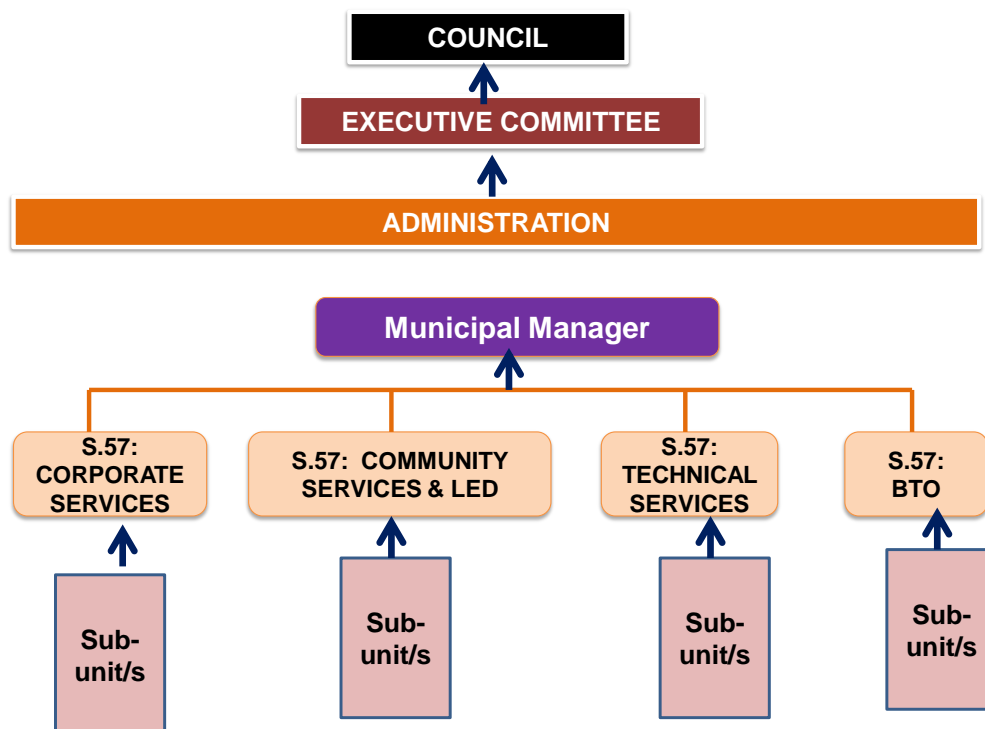 COUNCIL
EXECUTIVE COMMITTEE
ADMINISTRATION
Municipal Manager
S.57:
CORPORATE
SERVICES
S.57: COMMUNITY
SERVICES & LED
S.57:
TECHNICAL
SERVICES
S.57:
BTO
Sub-
unit/s
Sub-
unit/s
Sub-
unit/s
Sub-
unit/s